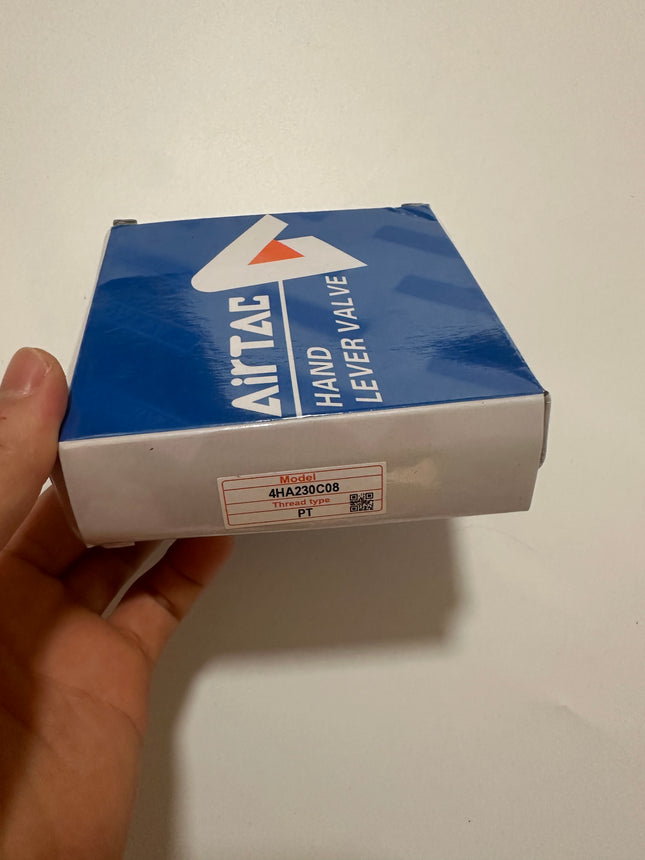 AirTAC
HAND
LEVER VALVE
Model
4HA230C08
Thread type
PT